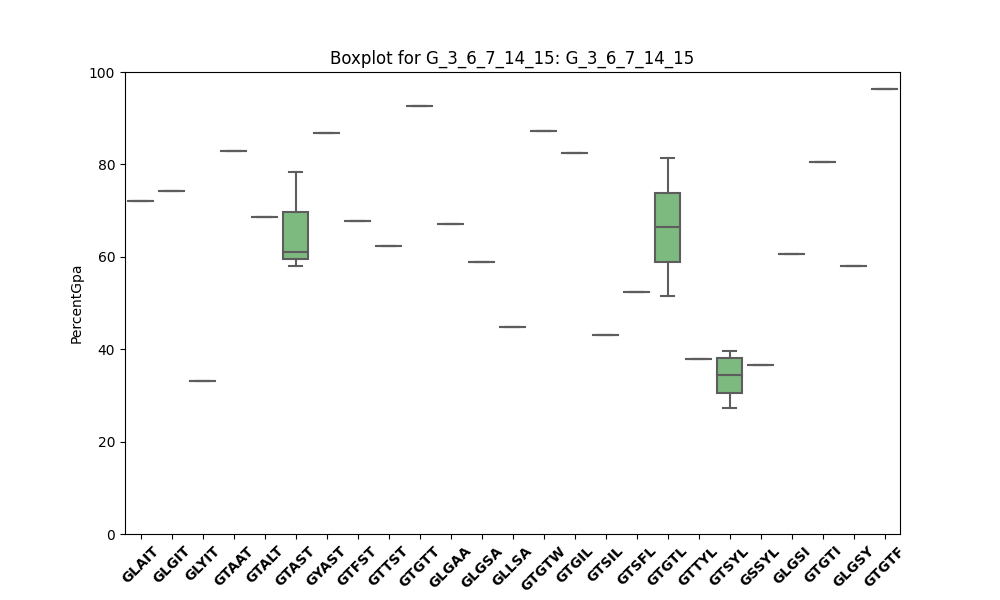 Boxplot for G_3_6_7_14_15: G_3_6_7_14_15
100
80
60
40
20
0
PercentGpa
GLAIT GLGIT GLYIT GTAAT GTALT GTAST GYAST GTFST GTTST GTGTT GLGAA GLGSA GLLSA GTGTW GTGIL GTSIL GTSFL GTGTL GTTYL GTSYL GSSYL GLGSI GTGTI GLGSY GTGTF